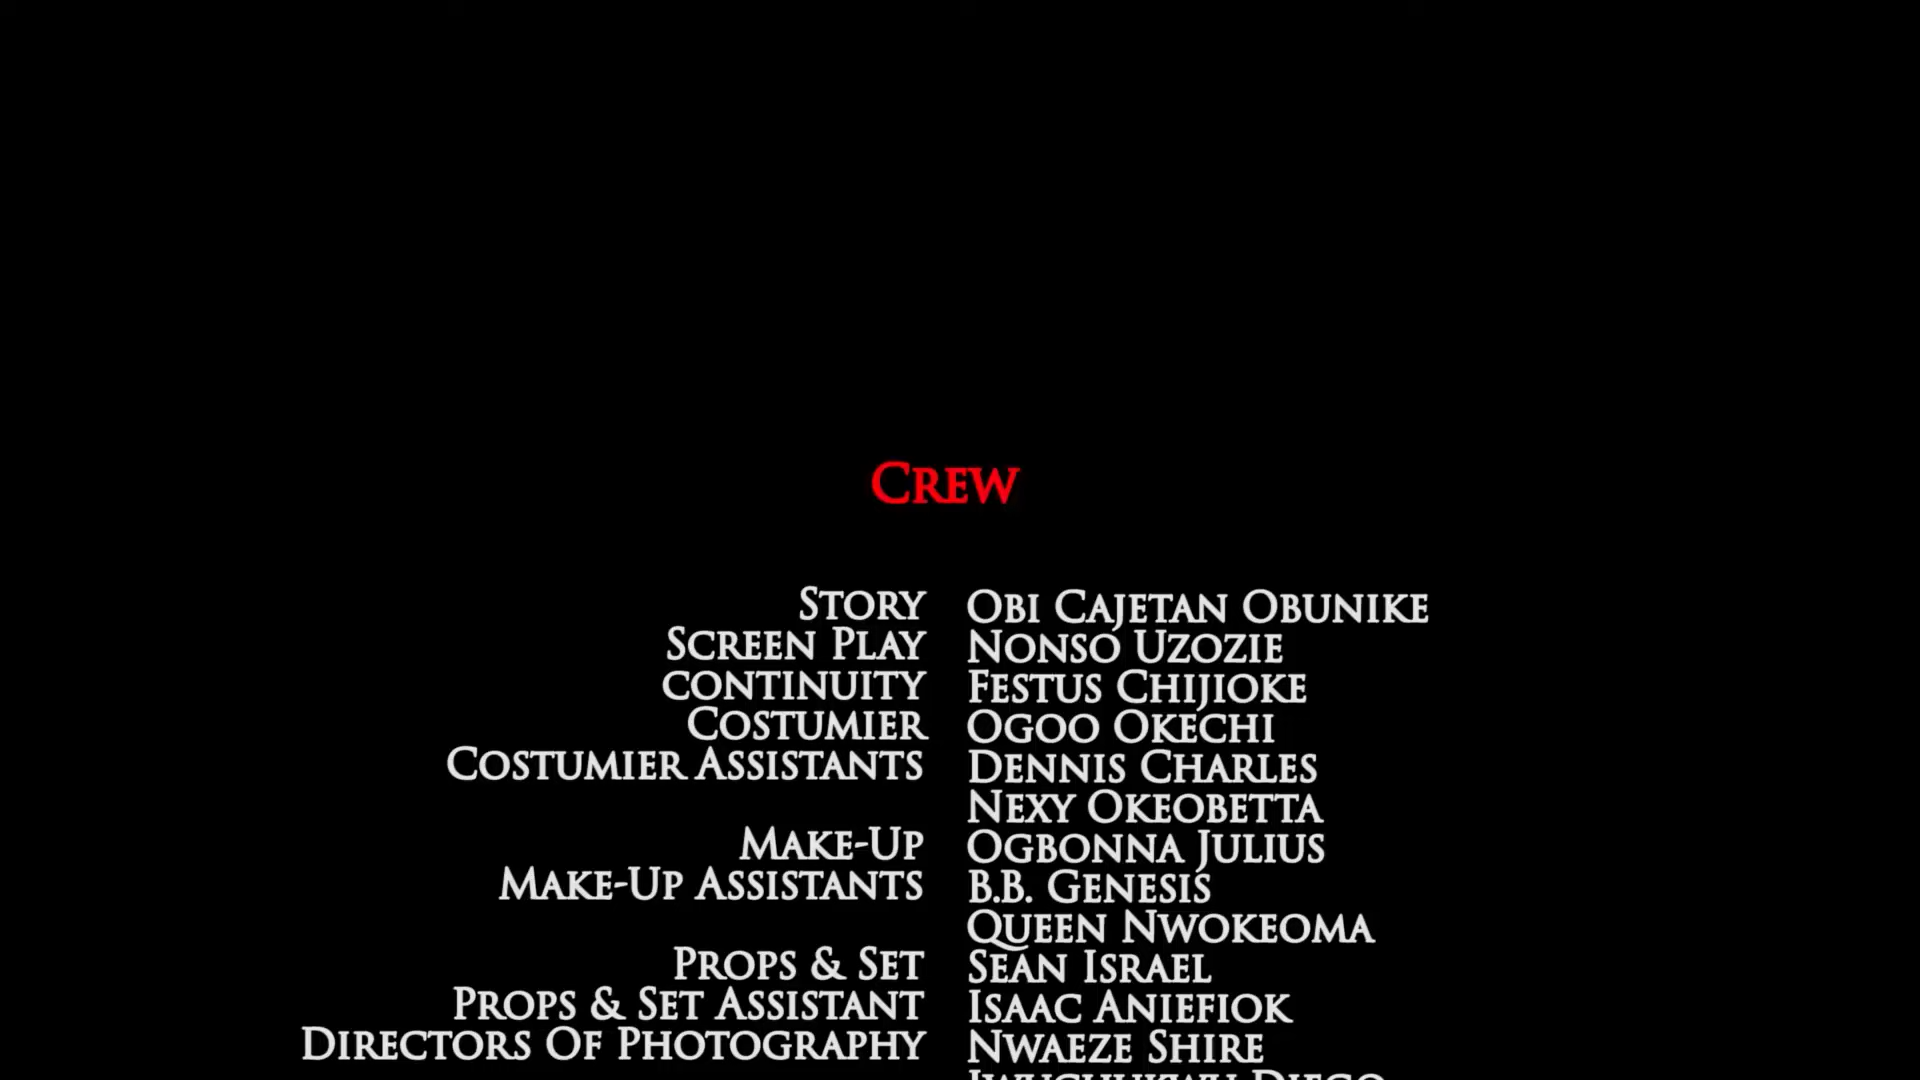 Crew
Story Obi Cajetan Obunike
Screen Play Nonso Uzozie
continuity Festus Chijioke
Costumier Ogoo Okechi
Costumier Assistants Dennis Charles
Nexy Okeobetta
Make-Up Ogbonna Julius
Make-Up Assistants B.B. Genesis
Queen Nwokeoma
Props & Set Sean Israel
Props & Set Assistant Isaac Aniefiok
Directors Of Photography Nwaeze Shire